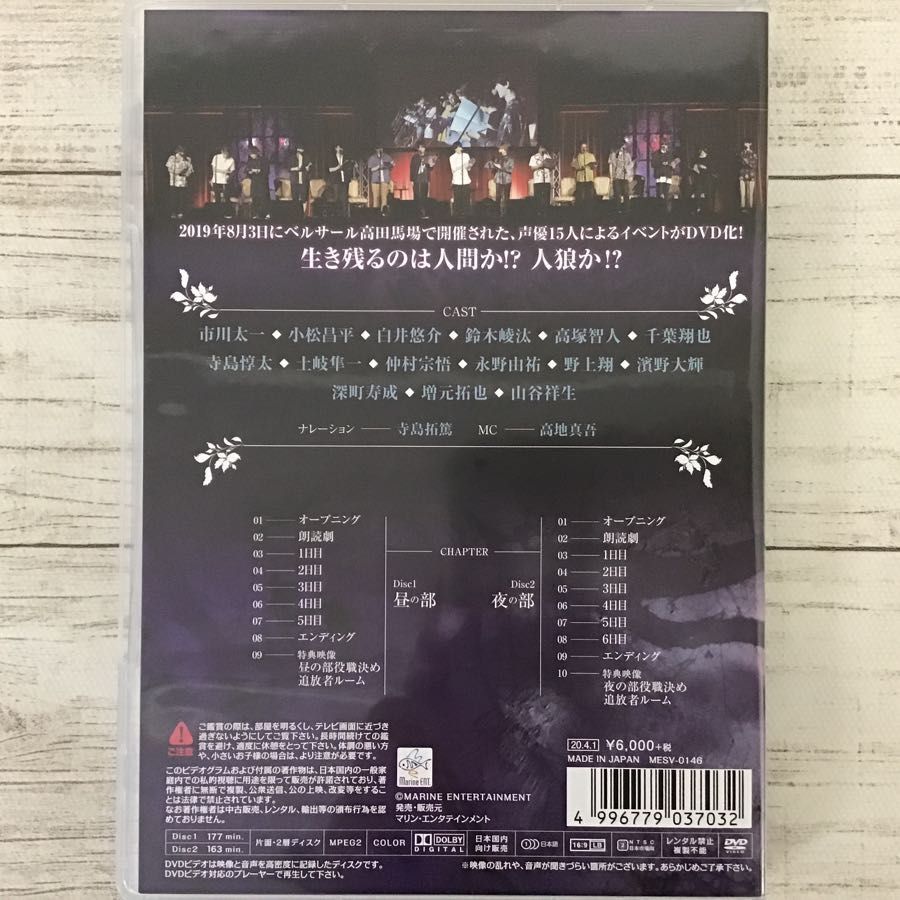 2019年8月3日にベルサール高田馬場で開催された、声優15人によるイベントがDVD化!
生き残るのは人間か!? 人狼か!?
CAST
市川太一 ◆ 小松昌平 ◆ 白井悠介 ◆ 鈴木崚汰 ◆ 高塚智人 ◆ 千葉翔也
寺島惇太 ◆ 土岐隼一 ◆ 仲村宗悟 ◆ 永野由祐 ◆ 野上翔 ◆ 濱野大輝
深町寿成 ◆ 増元拓也 ◆ 山谷祥生
ナレーション — 寺島拓篤 MC — 高地真吾
CHAPTER
Disc1
昼の部
01 — オープニング
02 — 朗読劇
03 — 1日目
04 — 2日目
05 — 3日目
06 — 4日目
07 — 5日目
08 — エンディング
09 — 特典映像
昼の部役職決め
追放者ルーム
Disc2
夜の部
01 — オープニング
02 — 朗読劇
03 — 1日目
04 — 2日目
05 — 3日目
06 — 4日目
07 — 5日目
08 — 6日目
09 — エンディング
10 — 特典映像
夜の部役職決め
追放者ルーム
ご注意
ご鑑賞の際は、部屋を明るくし、テレビ画面に近づき
過ぎないようにしてご覧下さい。長時間続けての鑑
賞を避け、適度に休憩をとって下さい。体調の悪い方
や、小さいお子様の場合は、より注意が必要です。
このビデオグラムおよび付属の著作物は、日本国内の一般家
庭内での私的視聴に用途を限って販売が許諾されており、著
作権者に無断で複製、公衆送信、公の上映、改変等をするこ
とは法律で禁止されています。
なお著作権者は中古販売、レンタル、輸出等の頒布行為を認
めておりません。
Marine ENT.
©MARINE ENTERTAINMENT
発売・販売元
マリン・エンタテインメント
20.4.1 ¥6,000+税
MADE IN JAPAN MESV-0146
4 996779 037032
Disc1 177 min.
Disc2 163 min.
片面・2層ディスク
MPEG2
COLOR
DOLBY
DIGITAL
日本国内
向け販売
日本語
16:9 LB
2 NTSC
日本市場向
レンタル禁止
複製不能
DVD
VIDEO
DVDビデオは映像と音声を高密度に記録したディスクです。
DVDビデオ対応のプレーヤーで再生して下さい。
※映像の乱れや、音声が聞きづらい箇所がございます。あらかじめご了承下さい。